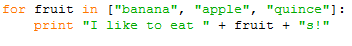 for fruit in ["banana", "apple", "quince"]:
    print "I like to eat " + fruit + "s!"